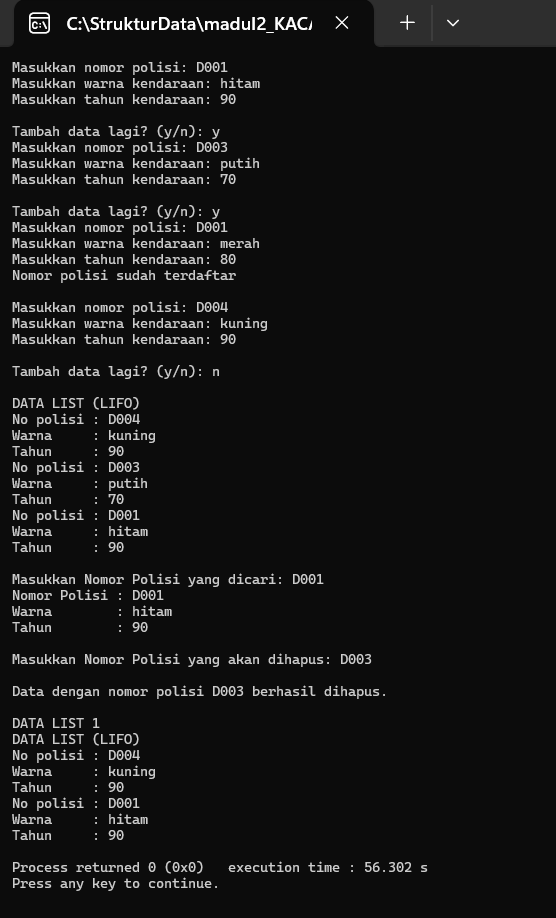 C:\StrukturData\madul2_KACA
Masukkan nomor polisi: D001
Masukkan warna kendaraan: hitam
Masukkan tahun kendaraan: 90
Tambah data lagi? (y/n): y
Masukkan nomor polisi: D003
Masukkan warna kendaraan: putih
Masukkan tahun kendaraan: 70
Tambah data lagi? (y/n): y
Masukkan nomor polisi: D001
Masukkan warna kendaraan: merah
Masukkan tahun kendaraan: 80
Nomor polisi sudah terdaftar
Masukkan nomor polisi: D004
Masukkan warna kendaraan: kuning
Masukkan tahun kendaraan: 90
Tambah data lagi? (y/n): n
DATA LIST (LIFO)
No polisi : D004
Warna     : kuning
Tahun     : 90
No polisi : D003
Warna     : putih
Tahun     : 70
No polisi : D001
Warna     : hitam
Tahun     : 90
Masukkan Nomor Polisi yang dicari: D001
Nomor Polisi : D001
Warna        : hitam
Tahun        : 90
Masukkan Nomor Polisi yang akan dihapus: D003
Data dengan nomor polisi D003 berhasil dihapus.
DATA LIST 1
DATA LIST (LIFO)
No polisi : D004
Warna     : kuning
Tahun     : 90
No polisi : D001
Warna     : hitam
Tahun     : 90
Process returned 0 (0x0)   execution time : 56.302 s
Press any key to continue.